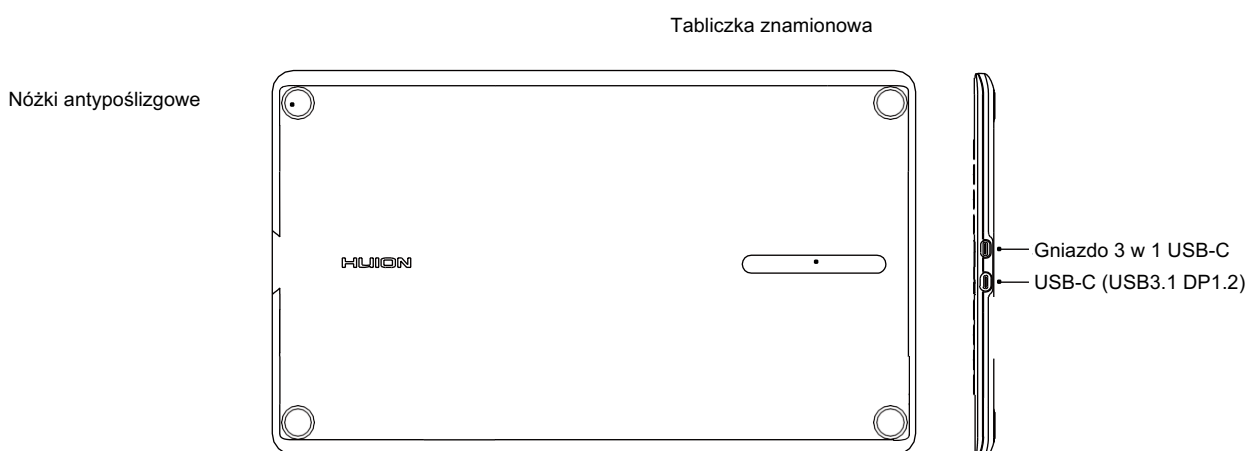 Tabliczka znamionowa
Nóżki antypoślizgowe
HUION
Gniazdo 3 w 1 USB-C
USB-C (USB3.1 DP1.2)